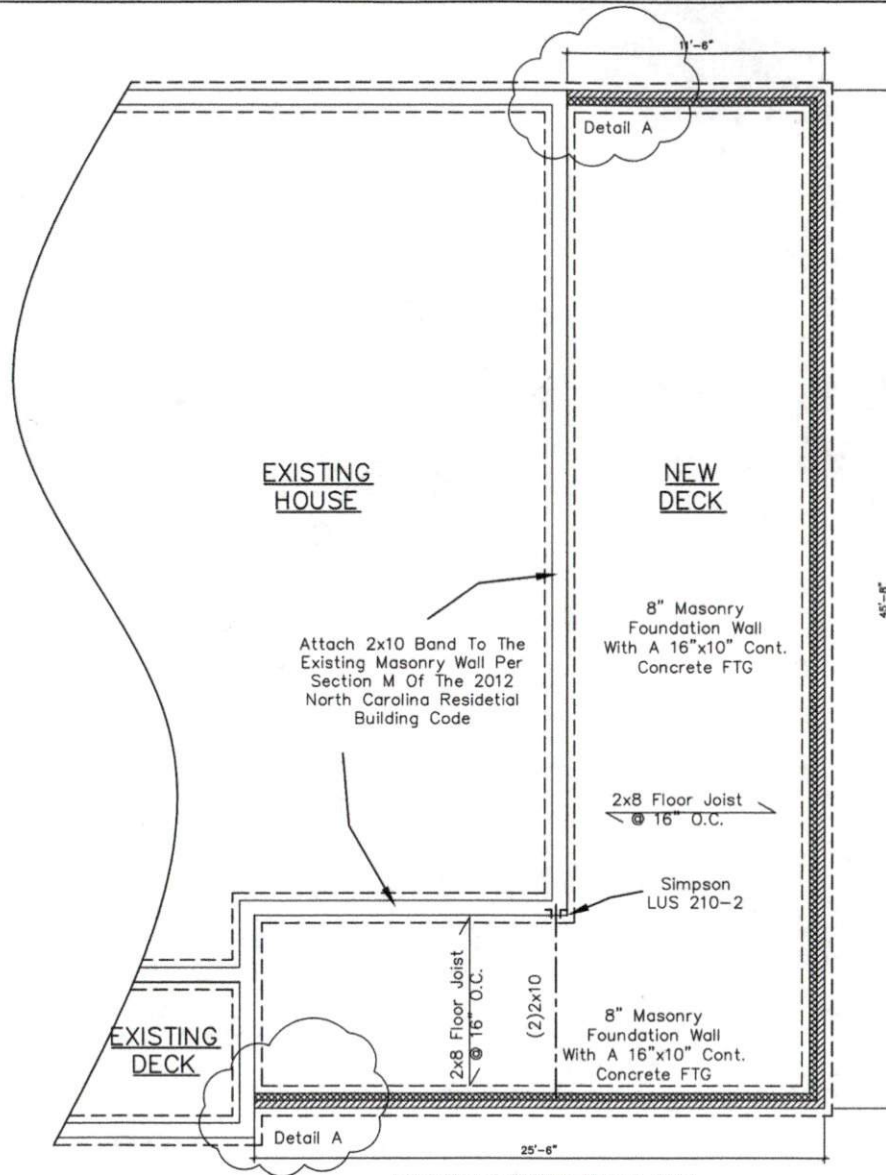 11'-6"
Detail A
EXISTING
HOUSE
NEW
DECK
45'-8"
8" Masonry
Foundation Wall
With A 16"x10" Cont.
Concrete FTG
Attach 2x10 Band To The
Existing Masonry Wall Per
Section M Of The 2012
North Carolina Residetial
Building Code
2x8 Floor Joist
@ 16" O.C.
Simpson
LUS 210-2
2x8 Floor Joist
@ 16" O.C.
(2)2x10
8" Masonry
Foundation Wall
With A 16"x10" Cont.
Concrete FTG
EXISTING
DECK
Detail A
25'-6"